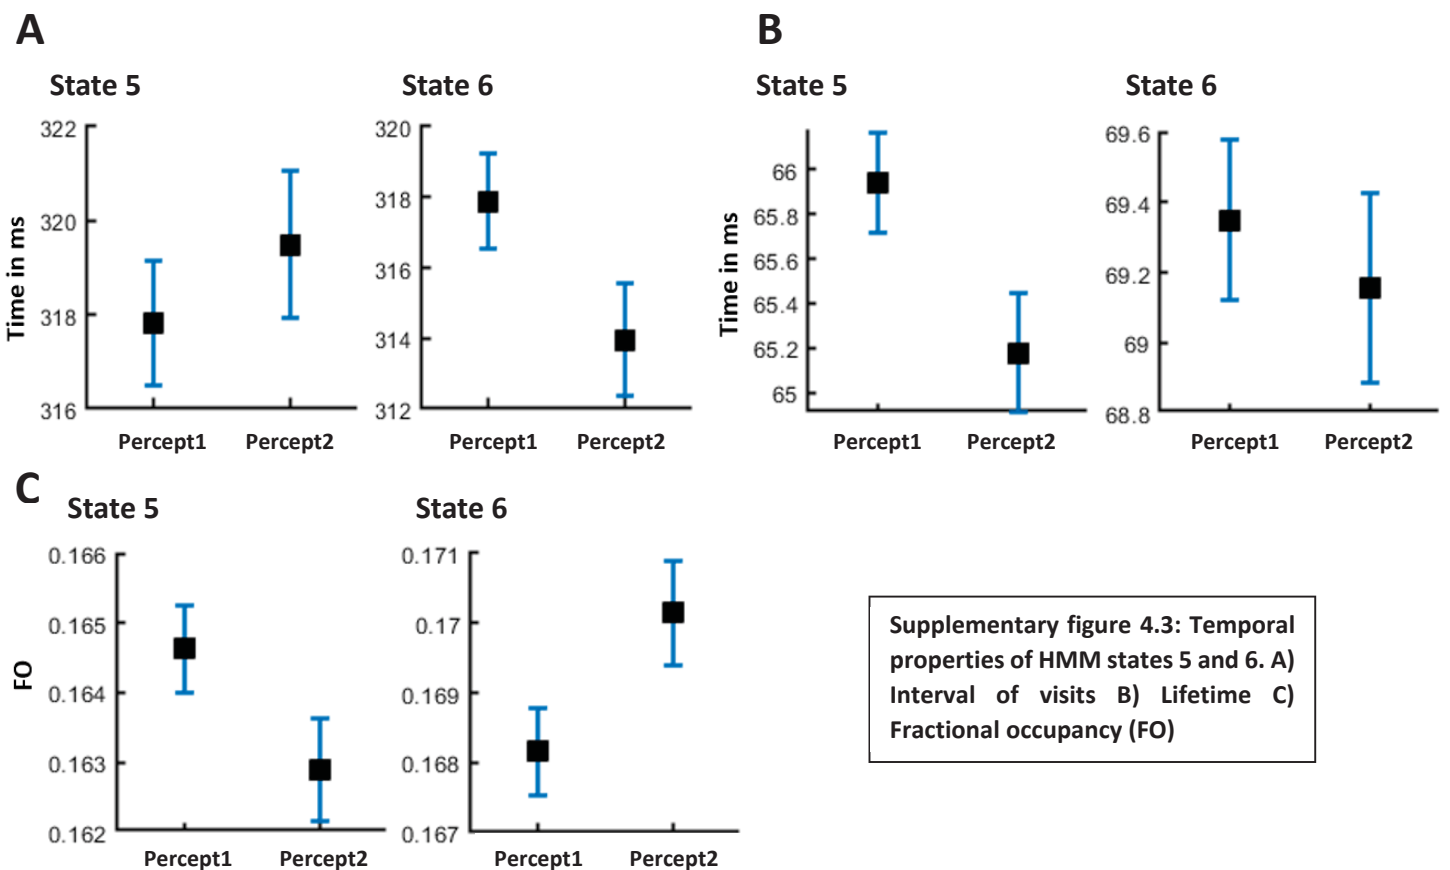 A
B
State 5
State 6
State 5
State 6
Time in ms
322
320
318
316
Percept1 Percept2
320
318
316
314
312
Percept1 Percept2
Time in ms
66
65.8
65.6
65.4
65.2
65
Percept1 Percept2
69.6
69.4
69.2
69
68.8
Percept1 Percept2
C
State 5
State 6
FO
0.166
0.165
0.164
0.163
0.162
Percept1 Percept2
0.171
0.17
0.169
0.168
0.167
Percept1 Percept2
Supplementary figure 4.3: Temporal
properties of HMM states 5 and 6. A)
Interval of visits B) Lifetime C)
Fractional occupancy (FO)